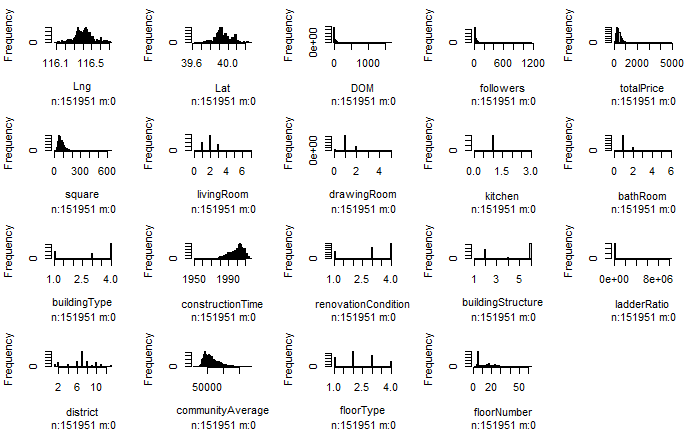 Frequency 0 116.1 116.5
Lng
n:151951 m:0
Frequency 0 39.6 40.0
Lat
n:151951 m:0
Frequency 0e+00 0 1000
DOM
n:151951 m:0
Frequency 0 0 600 1200
followers
n:151951 m:0
Frequency 0 0 2000 5000
totalPrice
n:151951 m:0
Frequency 0 0 300 600
square
n:151951 m:0
Frequency 0 0 2 4 6
livingRoom
n:151951 m:0
Frequency 0e+00 0 2 4
drawingRoom
n:151951 m:0
Frequency 0 0.0 1.5 3.0
kitchen
n:151951 m:0
Frequency 0 0 2 4 6
bathRoom
n:151951 m:0
Frequency 0 1.0 2.5 4.0
buildingType
n:151951 m:0
Frequency 0 1950 1990
constructionTime
n:151951 m:0
Frequency 0 1.0 2.5 4.0
renovationCondition
n:151951 m:0
Frequency 0 1 3 5
buildingStructure
n:151951 m:0
Frequency 0 0e+00 8e+06
ladderRatio
n:151951 m:0
Frequency 0 2 6 10
district
n:151951 m:0
Frequency 0 50000
communityAverage
n:151951 m:0
Frequency 0 1.0 2.5 4.0
floorType
n:151951 m:0
Frequency 0 0 20 50
floorNumber
n:151951 m:0